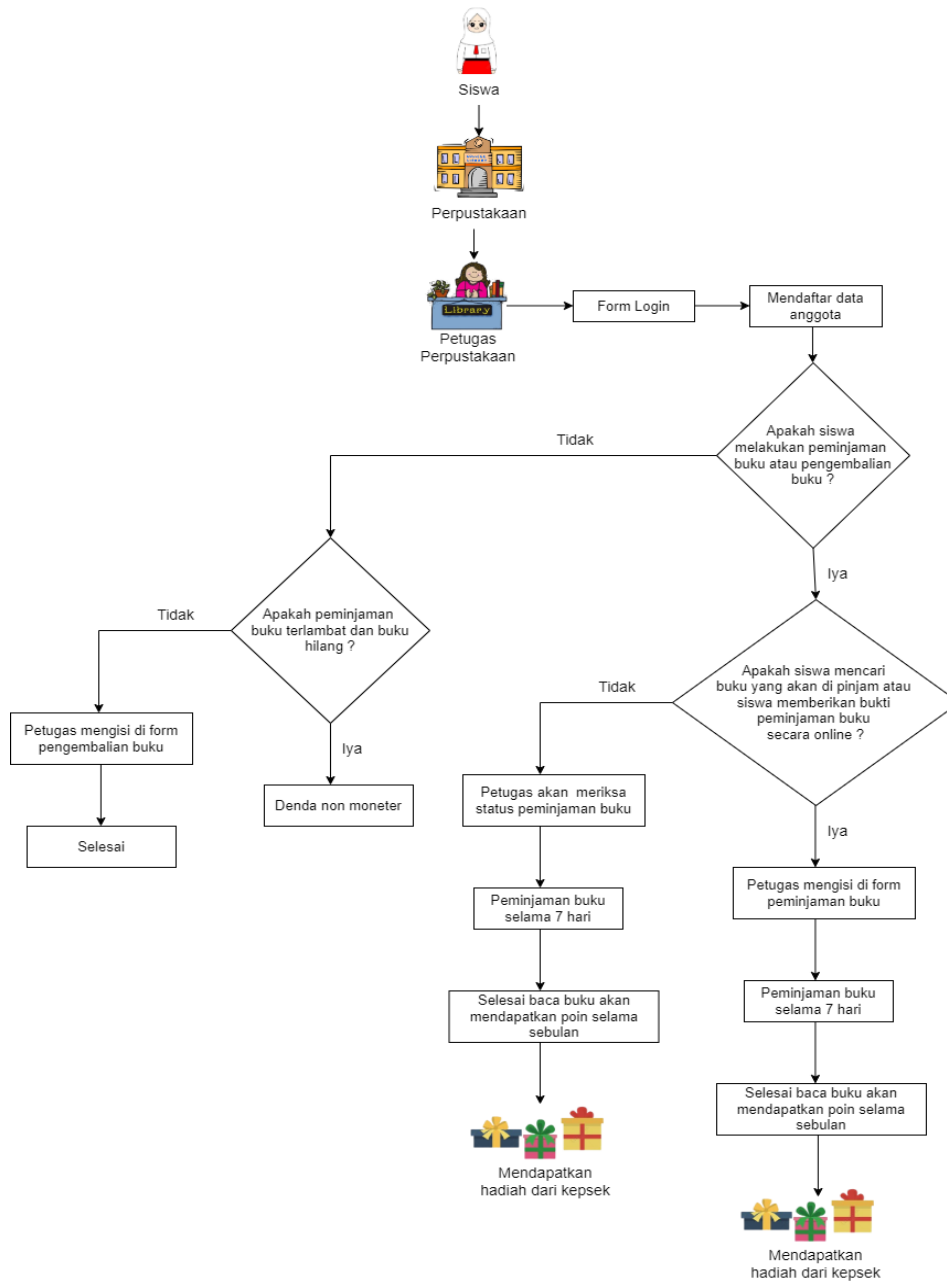 Siswa
Perpustakaan
Library
Petugas
Perpustakaan
Form Login
Mendaftar data
anggota
Apakah siswa
melakukan peminjaman
buku atau pengembalian
buku ?
Tidak
Iya
Apakah peminjaman
buku terlambat dan buku
hilang ?
Tidak
Iya
Petugas mengisi di form
pengembalian buku
Selesai
Denda non moneter
Apakah siswa mencari
buku yang akan di pinjam atau
siswa memberikan bukti
peminjaman buku
secara online ?
Tidak
Iya
Petugas akan meriksa
status peminjaman buku
Peminjaman buku
selama 7 hari
Selesai baca buku akan
mendapatkan poin selama
sebulan
Mendapatkan
hadiah dari kepsek
Petugas mengisi di form
peminjaman buku
Peminjaman buku
selama 7 hari
Selesai baca buku akan
mendapatkan poin selama
sebulan
Mendapatkan
hadiah dari kepsek